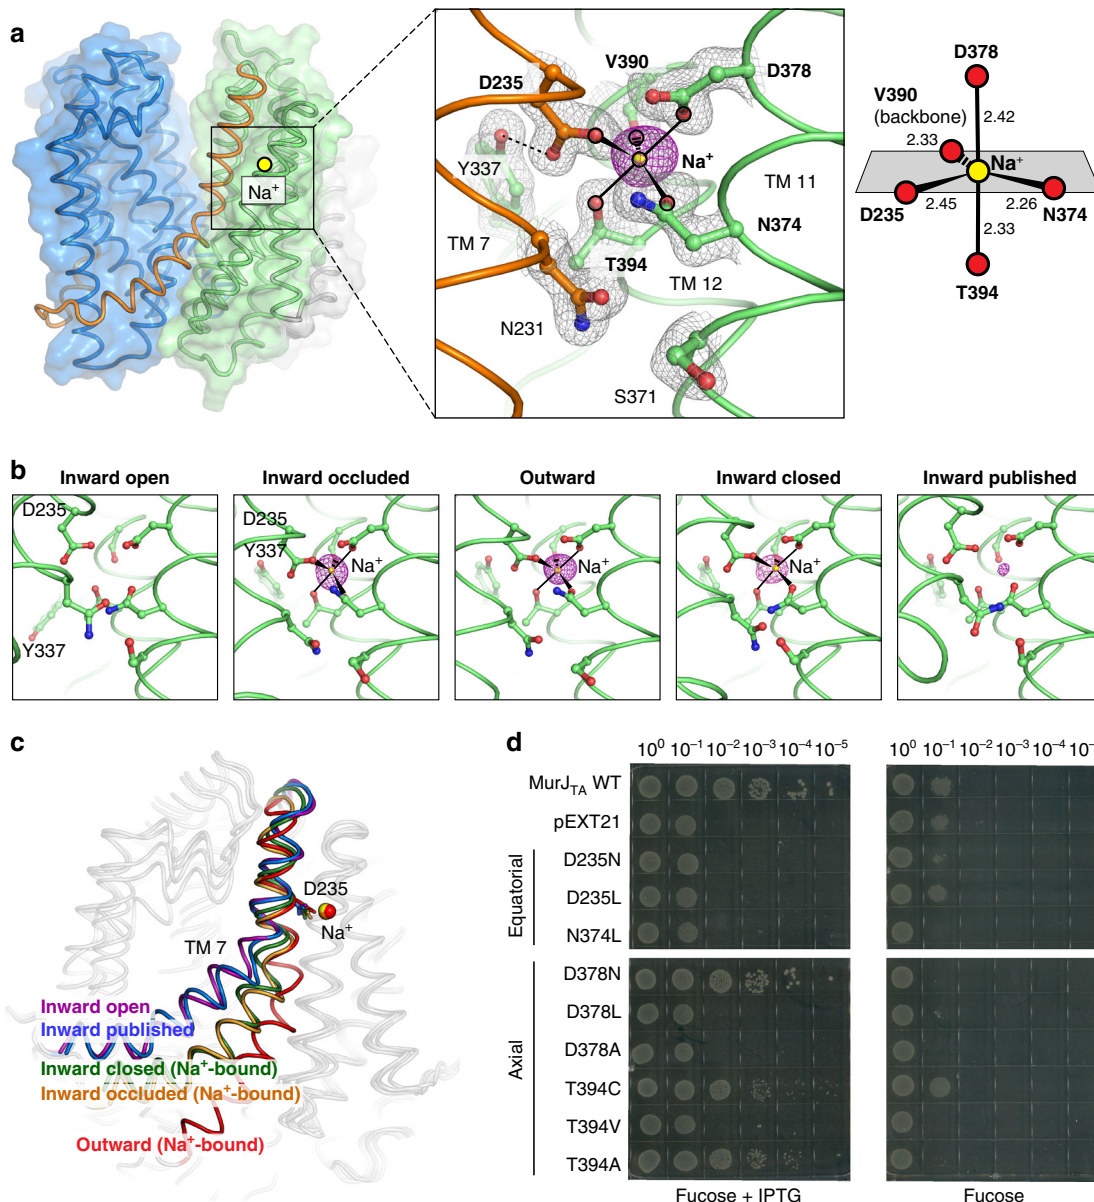 a
Na⁺
D235
V390
D378
Y337
Na⁺
TM 11
TM 7
N374
T394
TM 12
N231
S371
D378
V390
(backbone)
2.42
2.33
Na⁺
D235
2.45
2.26
N374
2.33
T394
b
Inward open
Inward occluded
Outward
Inward closed
Inward published
D235
Y337
D235
Y337
Na⁺
Na⁺
Na⁺
c
D235
Na⁺
TM 7
Inward open
Inward published
Inward closed (Na⁺-bound)
Inward occluded (Na⁺-bound)
Outward (Na⁺-bound)
d
10⁰ 10⁻¹ 10⁻² 10⁻³ 10⁻⁴ 10⁻⁵
10⁰ 10⁻¹ 10⁻² 10⁻³ 10⁻⁴
MurJTA WT
pEXT21
Equatorial
D235N
D235L
N374L
Axial
D378N
D378L
D378A
T394C
T394V
T394A
Fucose + IPTG
Fucose